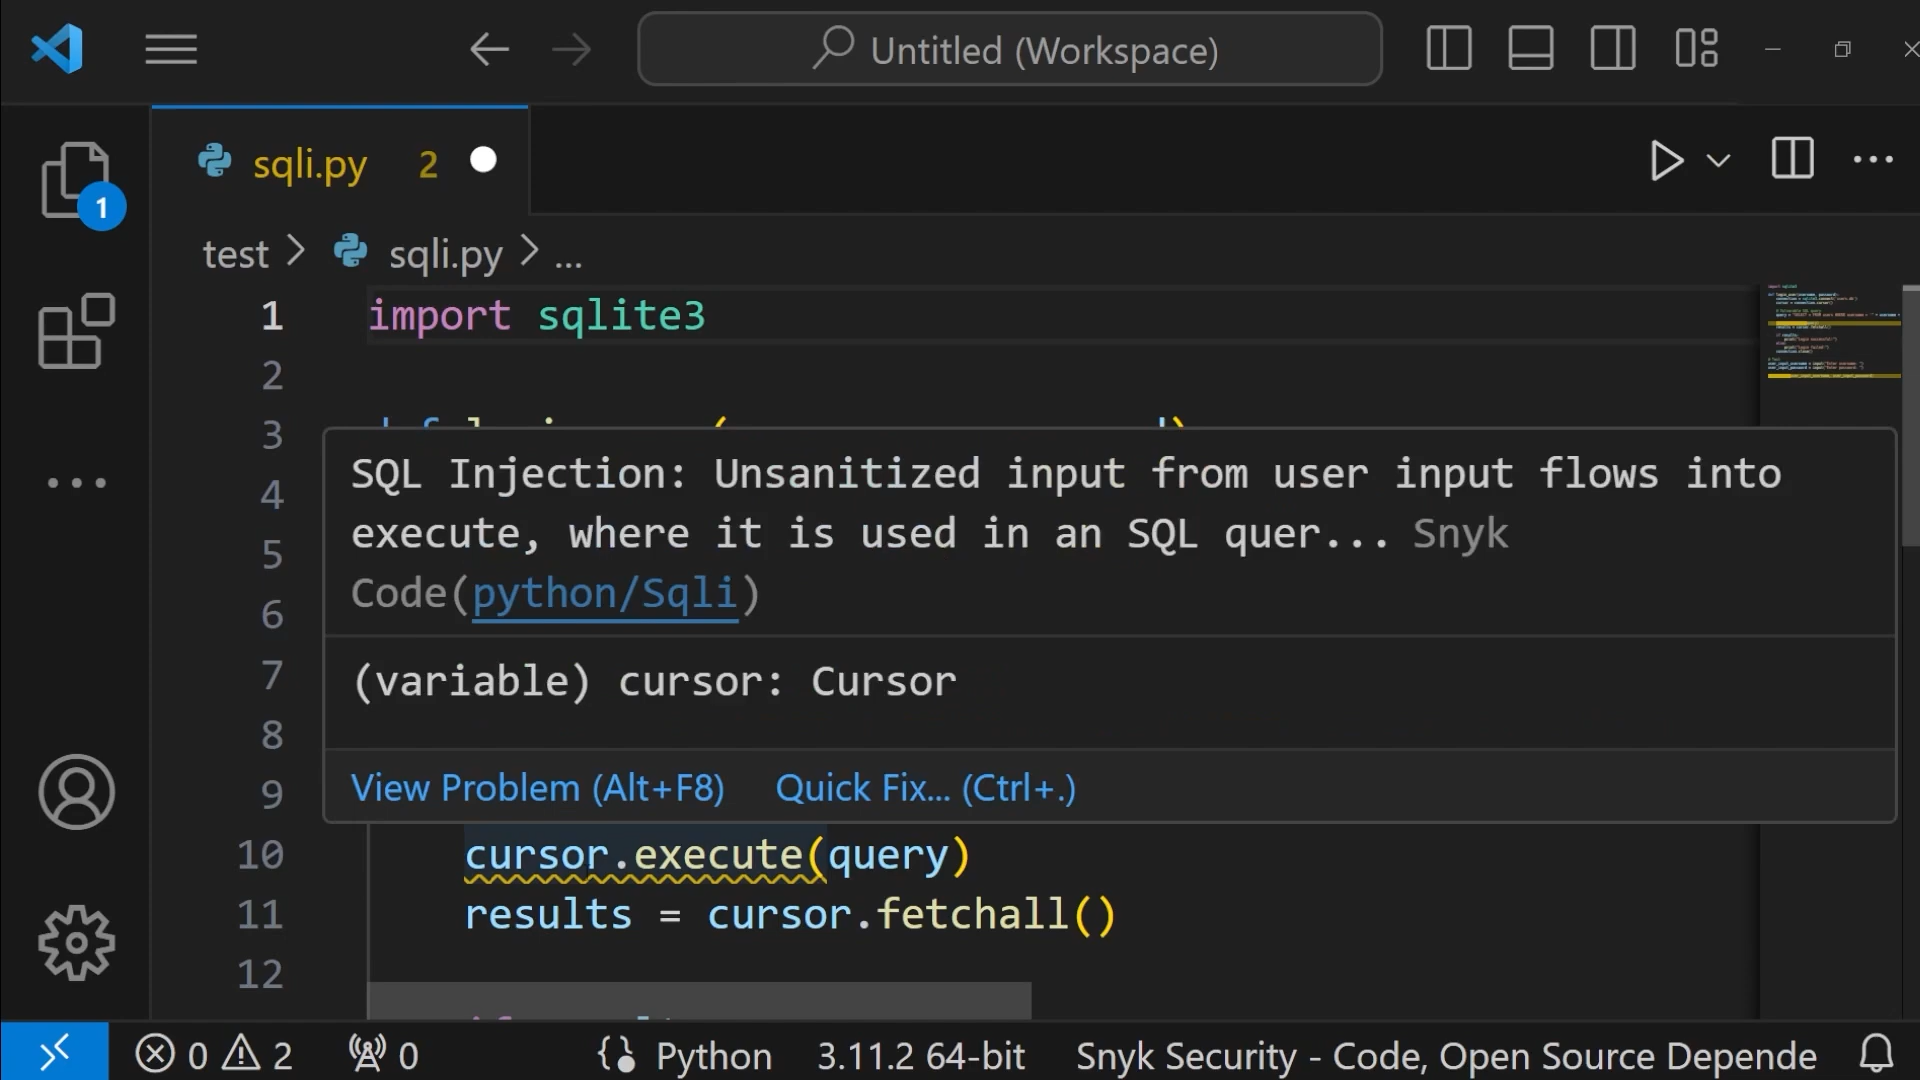 Untitled (Workspace)
sqli.py 2
1
test > sqli.py > ...
1 import sqlite3
2
3
4
5
6
7
8
9
SQL Injection: Unsanitized input from user input flows into
execute, where it is used in an SQL quer... Snyk
Code(python/Sqli)
(variable) cursor: Cursor
View Problem (Alt+F8) Quick Fix... (Ctrl+.)
10 cursor.execute(query)
11 results = cursor.fetchall()
12
0 2 0 Python 3.11.2 64-bit Snyk Security - Code, Open Source Depende